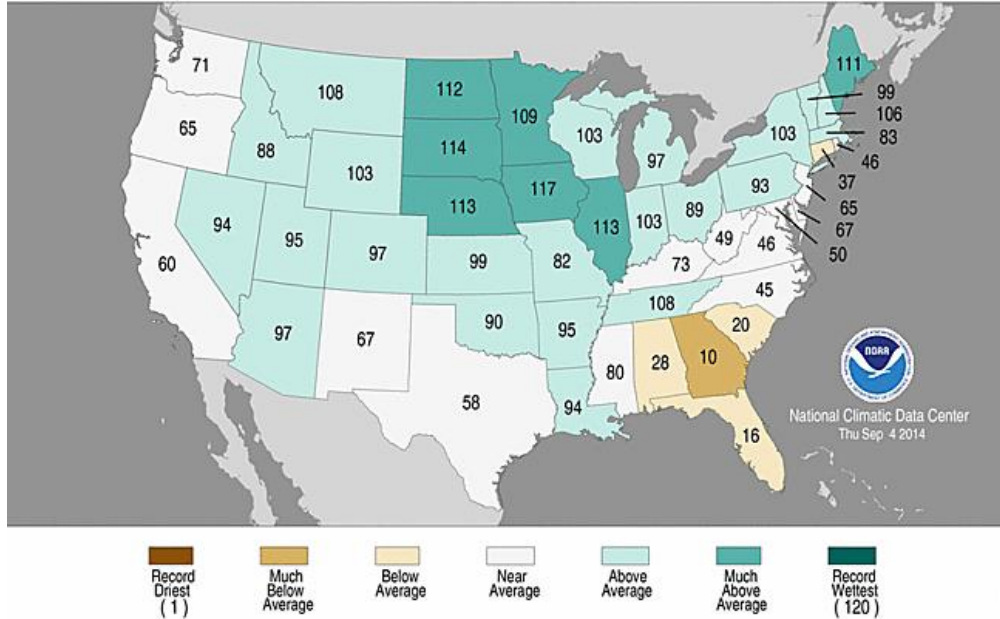 71
108
112
109
111
99
106
83
46
37
65
67
50
65
88
103
114
103
97
103
93
94
95
97
113
117
113
103
89
49
46
60
99
82
73
45
97
67
90
95
108
20
58
94
80
28
10
16
NOAA
National Climatic Data Center
Thu Sep 4 2014
Record
Driest
(1)
Much
Below
Average
Below
Average
Near
Average
Above
Average
Much
Above
Average
Record
Wettest
(120)